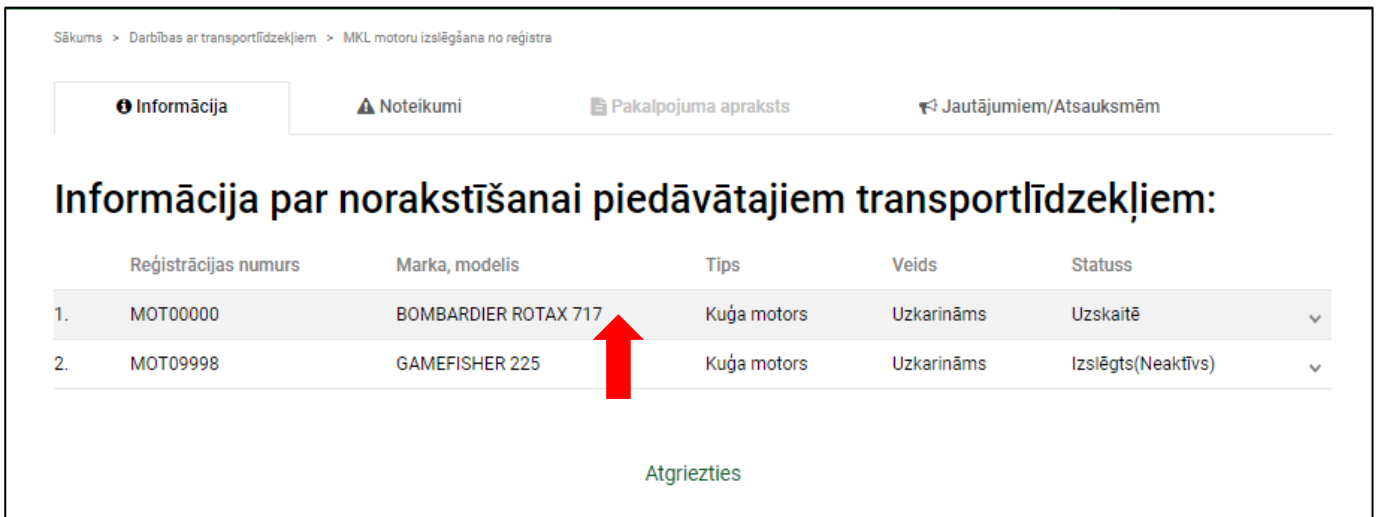 Sākums > Darbības ar transportlīdzekļiem > MKL motoru izslēgšana no reģistra
Informācija Noteikumi Pakalpojuma apraksts Jautājumiem/Atsauksmēm
Informācija par norakstīšanai piedāvātajiem transportlīdzekļiem:
Reģistrācijas numurs Marka, modelis Tips Veids Statuss
1. MOT00000 BOMBARDIER ROTAX 717 Kuģa motors Uzkarināms Uzskaitē
2. MOT09998 GAMEFISHER 225 Kuģa motors Uzkarināms Izslēgts(Neaktīvs)
Atgriezties